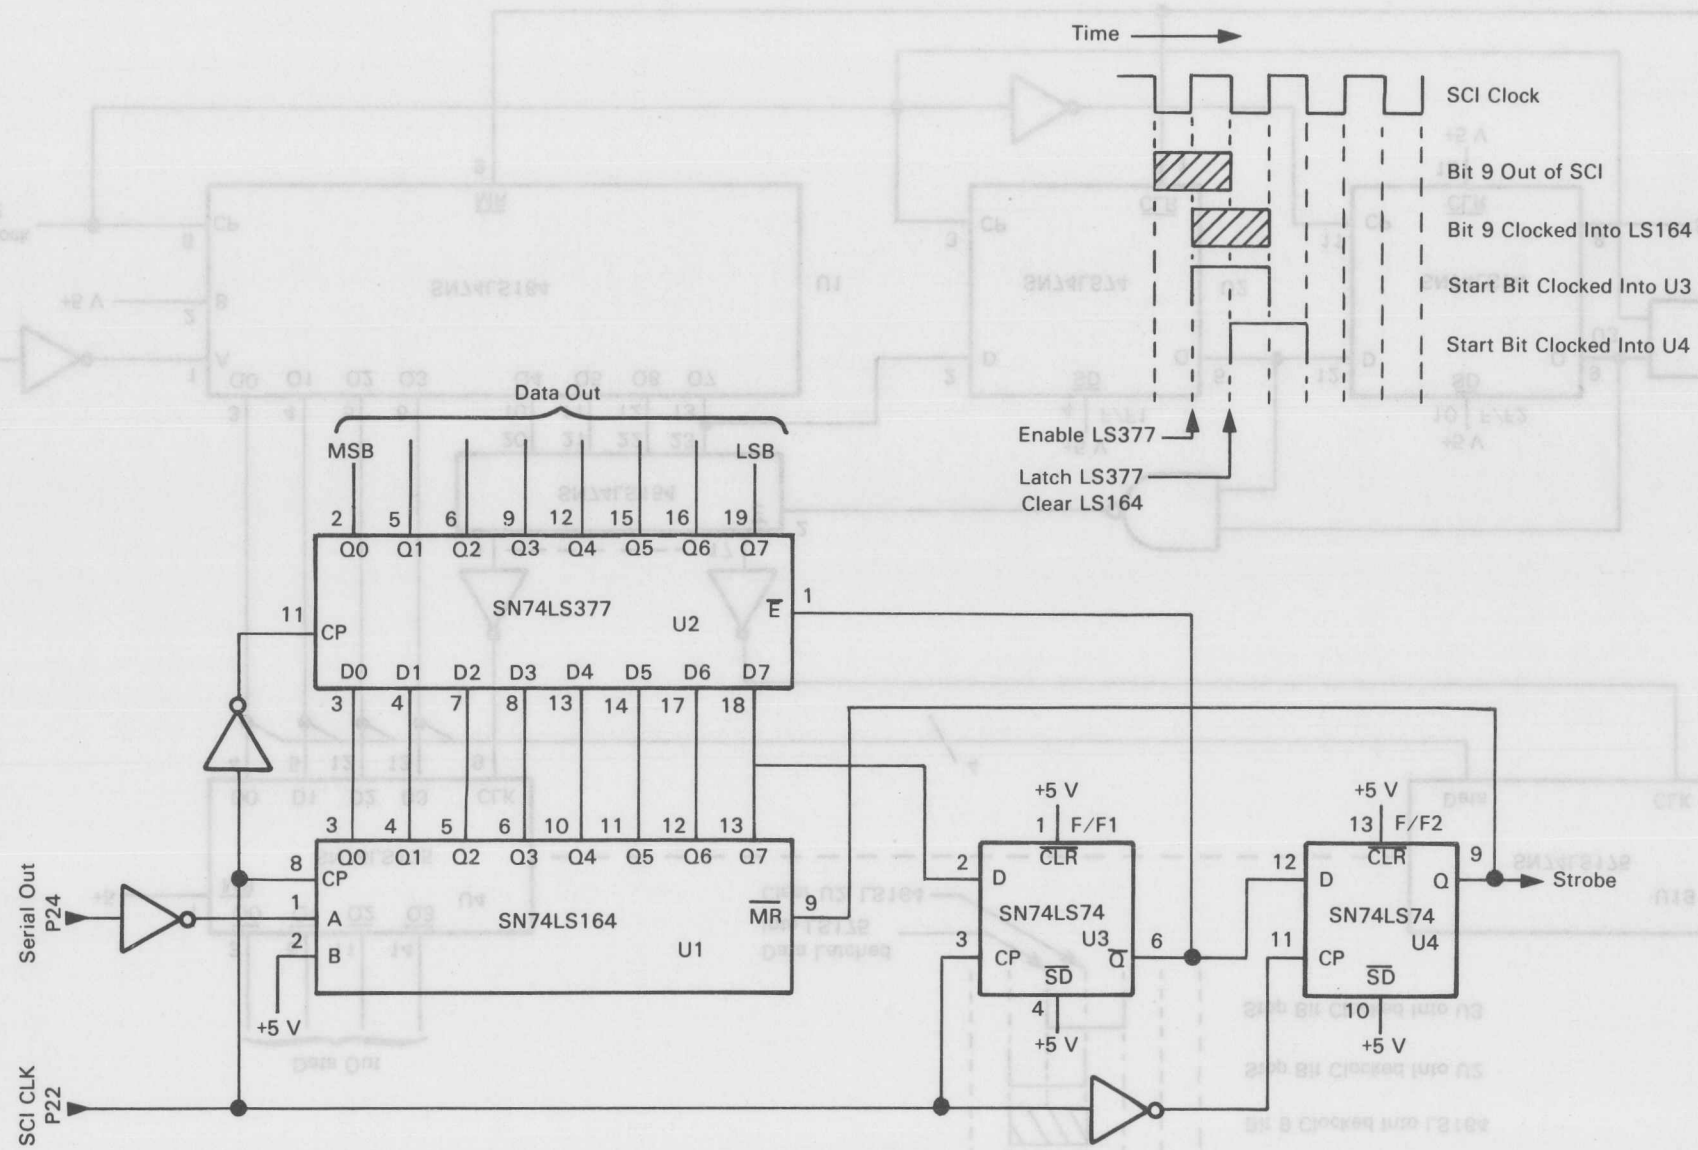 Time
SCI Clock
Bit 9 Out of SCI
Bit 9 Clocked Into LS164
Start Bit Clocked Into U3
Start Bit Clocked Into U4
Enable LS377
Latch LS377
Clear LS164
Data Out
MSB LSB
2 5 6 9 12 15 16 19
Q0 Q1 Q2 Q3 Q4 Q5 Q6 Q7
SN74LS377
U2
E 1
11 CP
D0 D1 D2 D3 D4 D5 D6 D7
3 4 7 8 13 14 17 18
3 4 5 6 10 11 12 13
Q0 Q1 Q2 Q3 Q4 Q5 Q6 Q7
8 CP
1 A
2 B
+5 V
SN74LS164
U1
MR 9
Serial Out
P24
SCI CLK
P22
+5 V
1 F/F1
CLR
2 D
SN74LS74
U3
3 CP
Q 6
SD
4
+5 V
+5 V
13 F/F2
CLR
12 D
Q 9
Strobe
SN74LS74
U4
11 CP
SD
10
+5 V